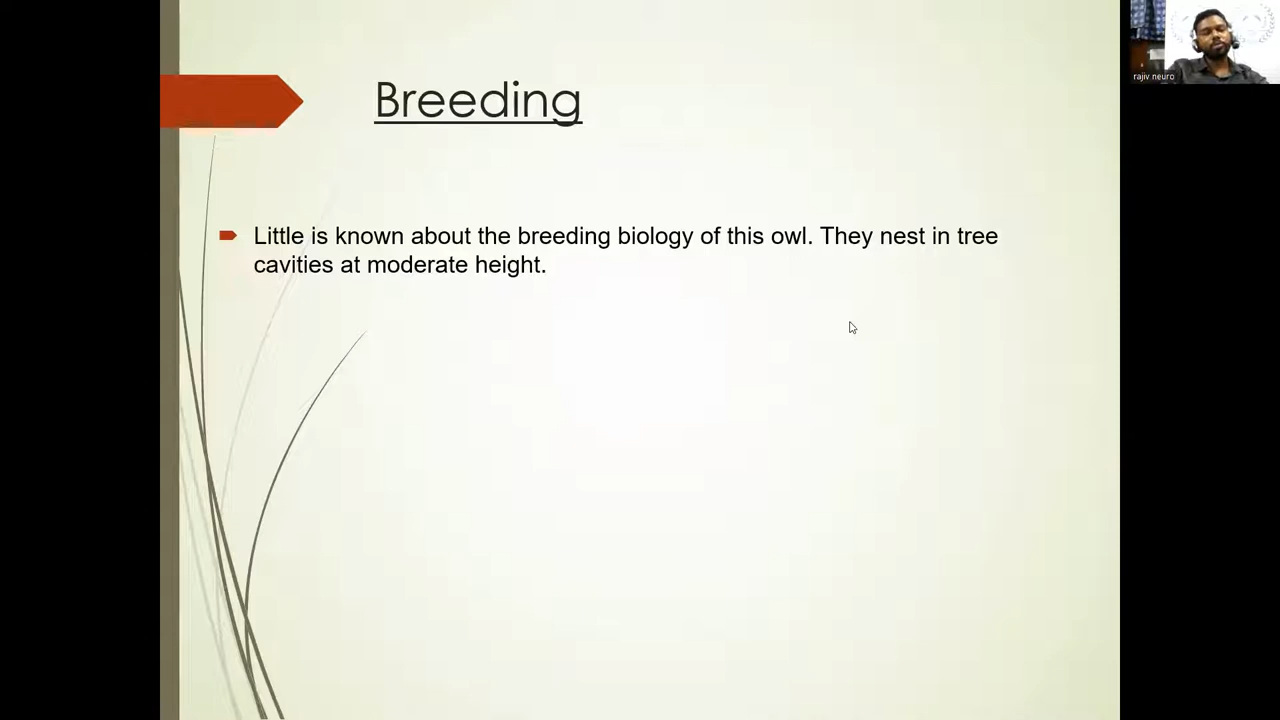 Breeding
Little is known about the breeding biology of this owl. They nest in tree
cavities at moderate height.
rajiv neuro